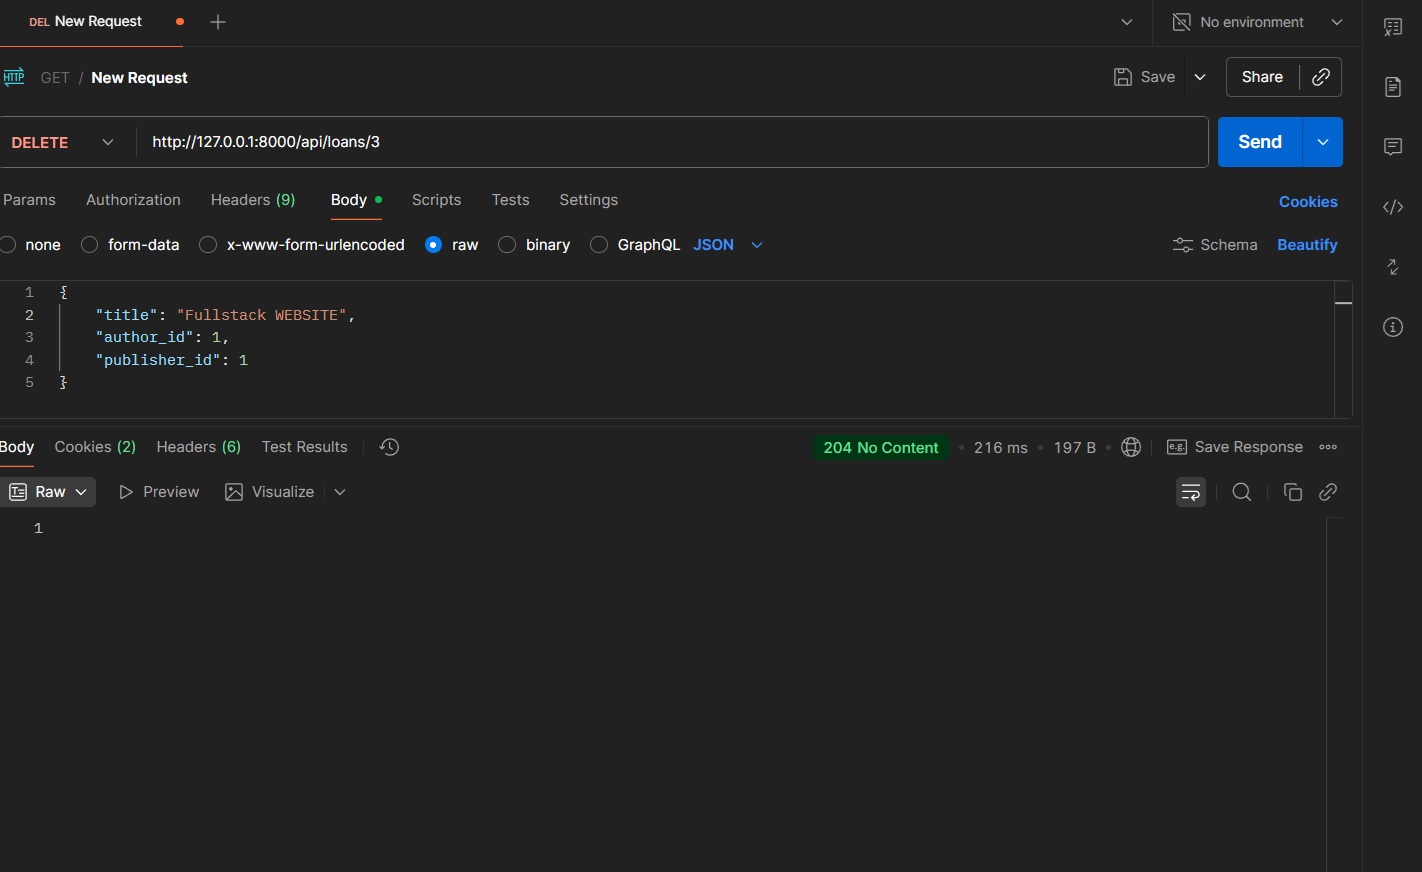 DEL New Request
No environment
HTTP GET / New Request
Save
Share
DELETE
http://127.0.0.1:8000/api/loans/3
Send
Params Authorization Headers (9) Body Scripts Tests Settings
Cookies
none form-data x-www-form-urlencoded raw binary GraphQL JSON
Schema Beautify
1 {
2 "title": "Fullstack WEBSITE",
3 "author_id": 1,
4 "publisher_id": 1
5 }
Body Cookies (2) Headers (6) Test Results
204 No Content 216 ms 197 B e.g. Save Response
Raw Preview Visualize
1